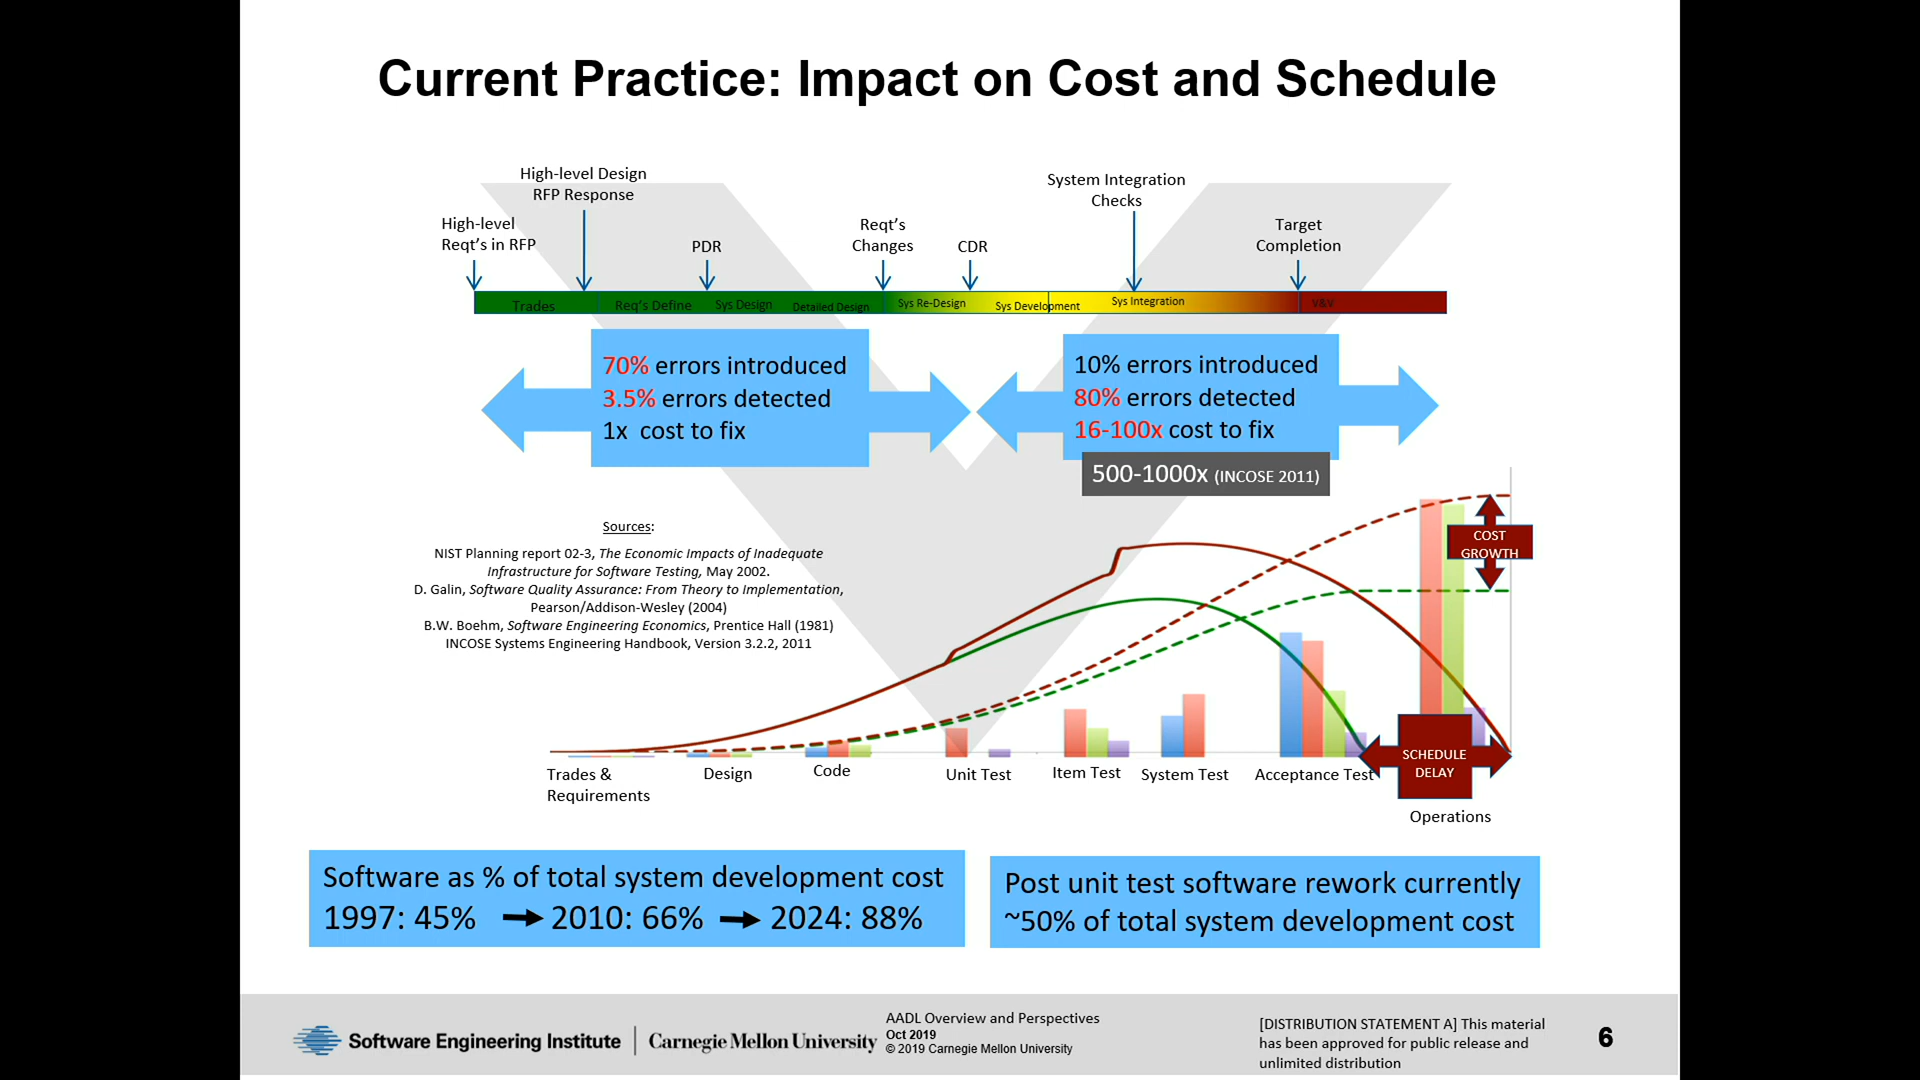 Current Practice: Impact on Cost and Schedule
High-level Design
RFP Response
High-level
Reqt’s in RFP
PDR
Reqt’s
Changes
CDR
System Integration
Checks
Target
Completion
Trades
Req’s Define
Sys Design
Detailed Design
Sys Re-Design
Sys Development
Sys Integration
V&V
70% errors introduced
3.5% errors detected
1x cost to fix
10% errors introduced
80% errors detected
16-100x cost to fix
500-1000x (INCOSE 2011)
Sources:
NIST Planning report 02-3, The Economic Impacts of Inadequate
Infrastructure for Software Testing, May 2002.
D. Galin, Software Quality Assurance: From Theory to Implementation,
Pearson/Addison-Wesley (2004)
B.W. Boehm, Software Engineering Economics, Prentice Hall (1981)
INCOSE Systems Engineering Handbook, Version 3.2.2, 2011
COST
GROWTH
SCHEDULE
DELAY
Trades &
Requirements
Design
Code
Unit Test
Item Test
System Test
Acceptance Test
Operations
Software as % of total system development cost
1997: 45% → 2010: 66% → 2024: 88%
Post unit test software rework currently
~50% of total system development cost
Software Engineering Institute | Carnegie Mellon University
AADL Overview and Perspectives
Oct 2019
© 2019 Carnegie Mellon University
[DISTRIBUTION STATEMENT A] This material
has been approved for public release and
unlimited distribution
6